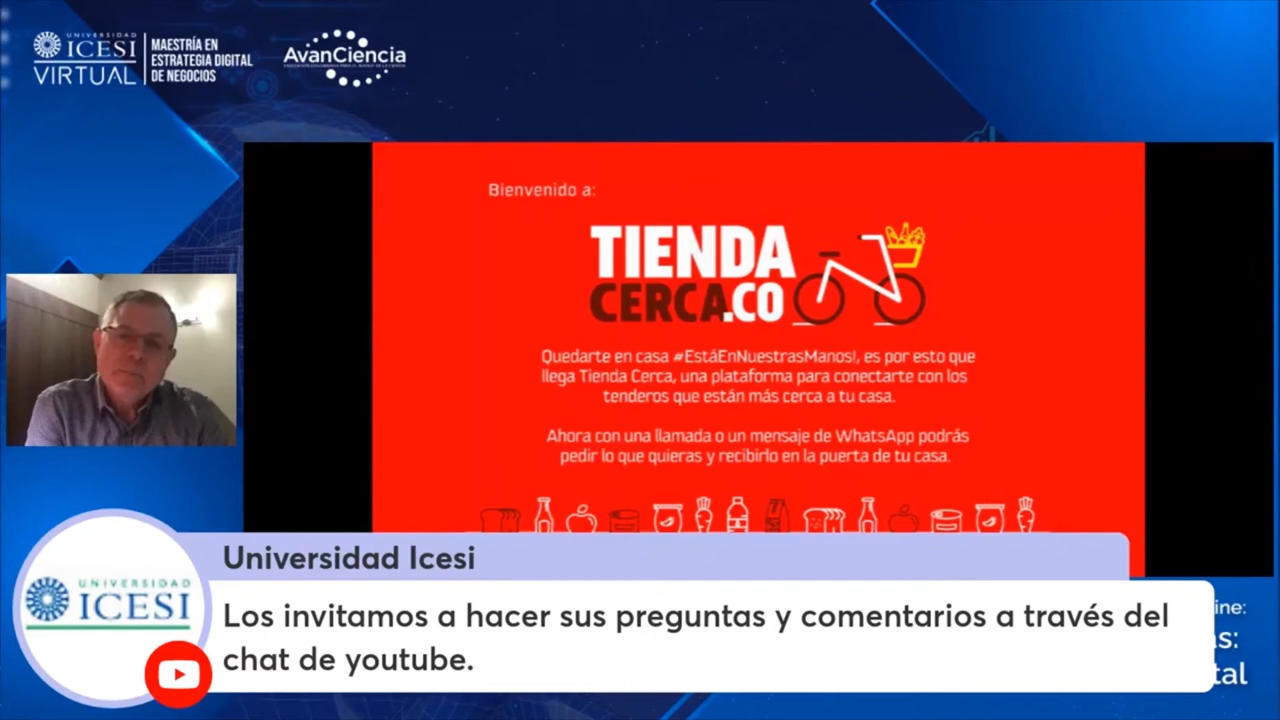 UNIVERSIDAD
ICESI
VIRTUAL
MAESTRÍA EN
ESTRATEGIA DIGITAL
DE NEGOCIOS
AvanCiencia
Bienvenido a:
TIENDA
CERCA.CO
Quedarte en casa #EstáEnNuestrasManos!, es por esto que
llega Tienda Cerca, una plataforma para conectarte con los
tenderos que están más cerca a tu casa.
Ahora con una llamada o un mensaje de WhatsApp podrás
pedir lo que quieras y recibirlo en la puerta de tu casa.
Universidad Icesi
UNIVERSIDAD
ICESI
Los invitamos a hacer sus preguntas y comentarios a través del
chat de youtube.
ine:
s:
tal